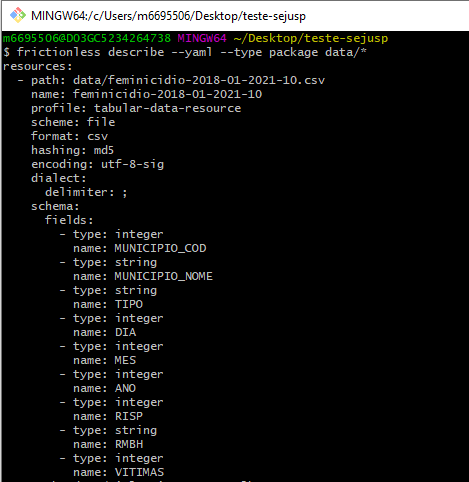 MINGW64:/c/Users/m6695506/Desktop/teste-sejusp
m6695506@DO3GC5234264738 MINGW64 ~/Desktop/teste-sejusp
$ frictionless describe --yaml --type package data/*
resources:
  - path: data/feminicidio-2018-01-2021-10.csv
    name: feminicidio-2018-01-2021-10
    profile: tabular-data-resource
    scheme: file
    format: csv
    hashing: md5
    encoding: utf-8-sig
    dialect:
      delimiter: ;
    schema:
      fields:
        - type: integer
          name: MUNICIPIO_COD
        - type: string
          name: MUNICIPIO_NOME
        - type: string
          name: TIPO
        - type: integer
          name: DIA
        - type: integer
          name: MES
        - type: integer
          name: ANO
        - type: integer
          name: RISP
        - type: string
          name: RMBH
        - type: integer
          name: VITIMAS